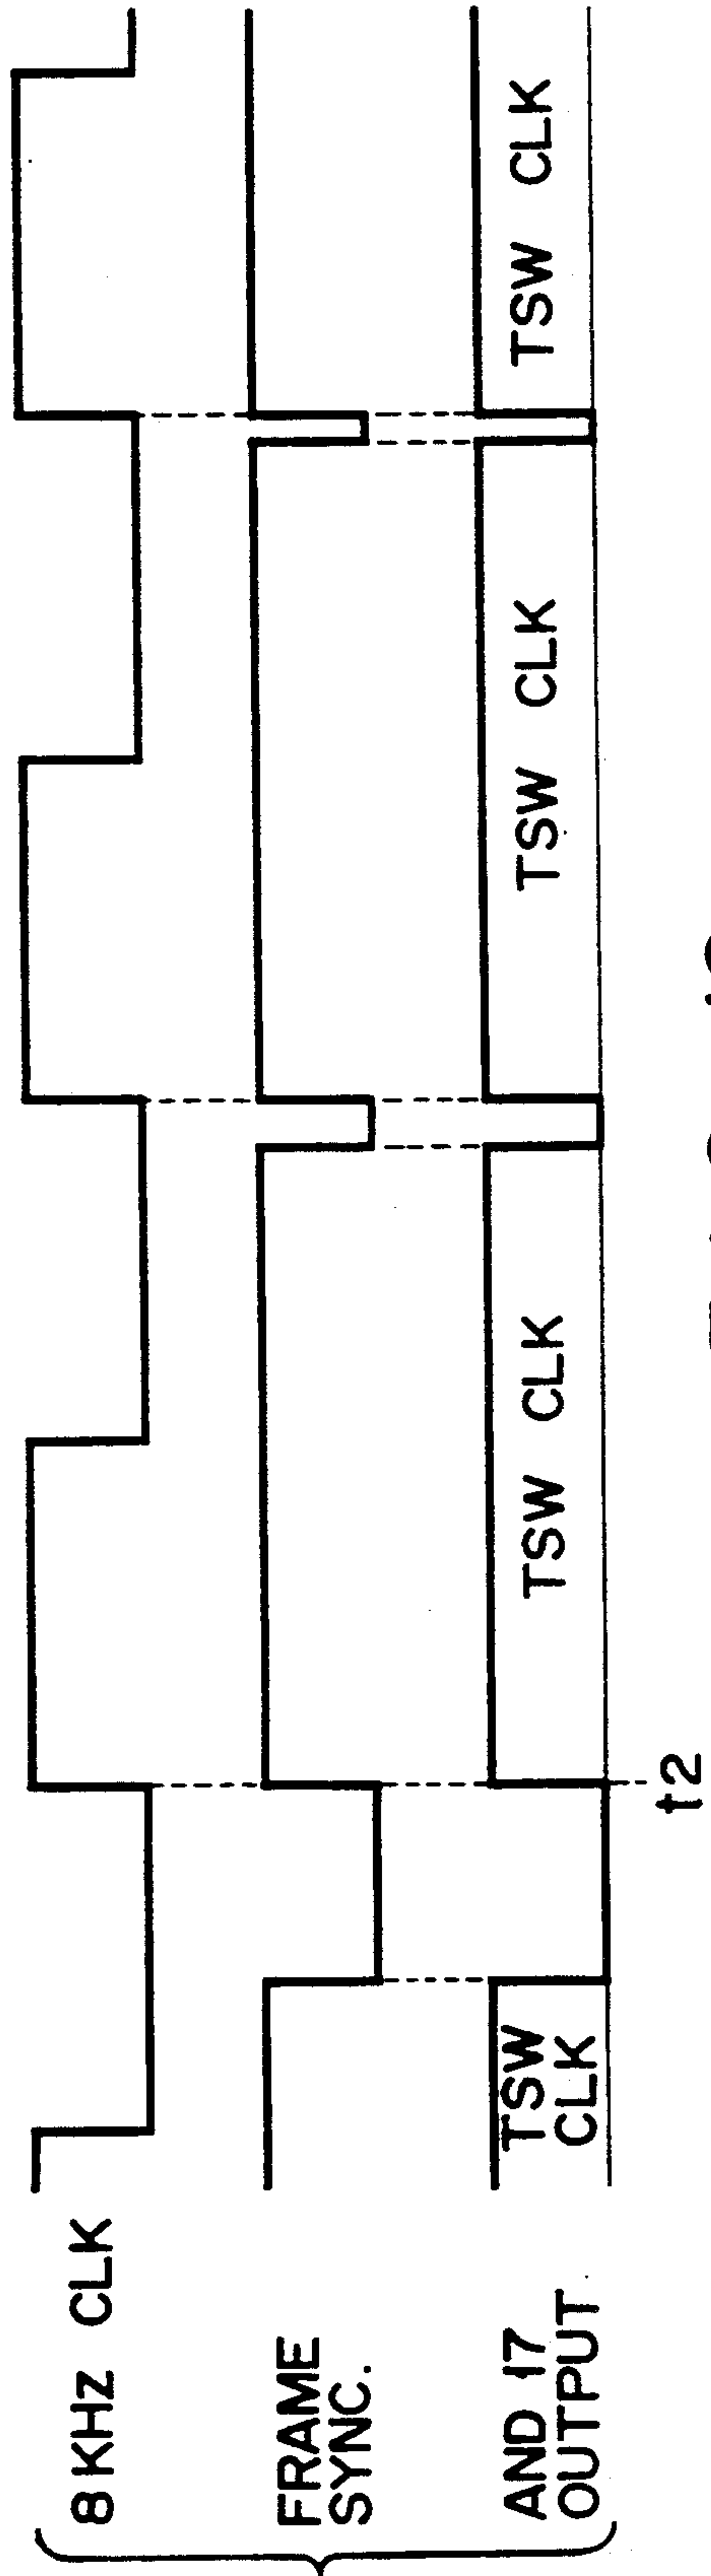 8 KHz CLK
FRAME
SYNC.
AND 17
OUTPUT
TSW
CLK
TSW CLK
TSW CLK
TSW CLK
t2